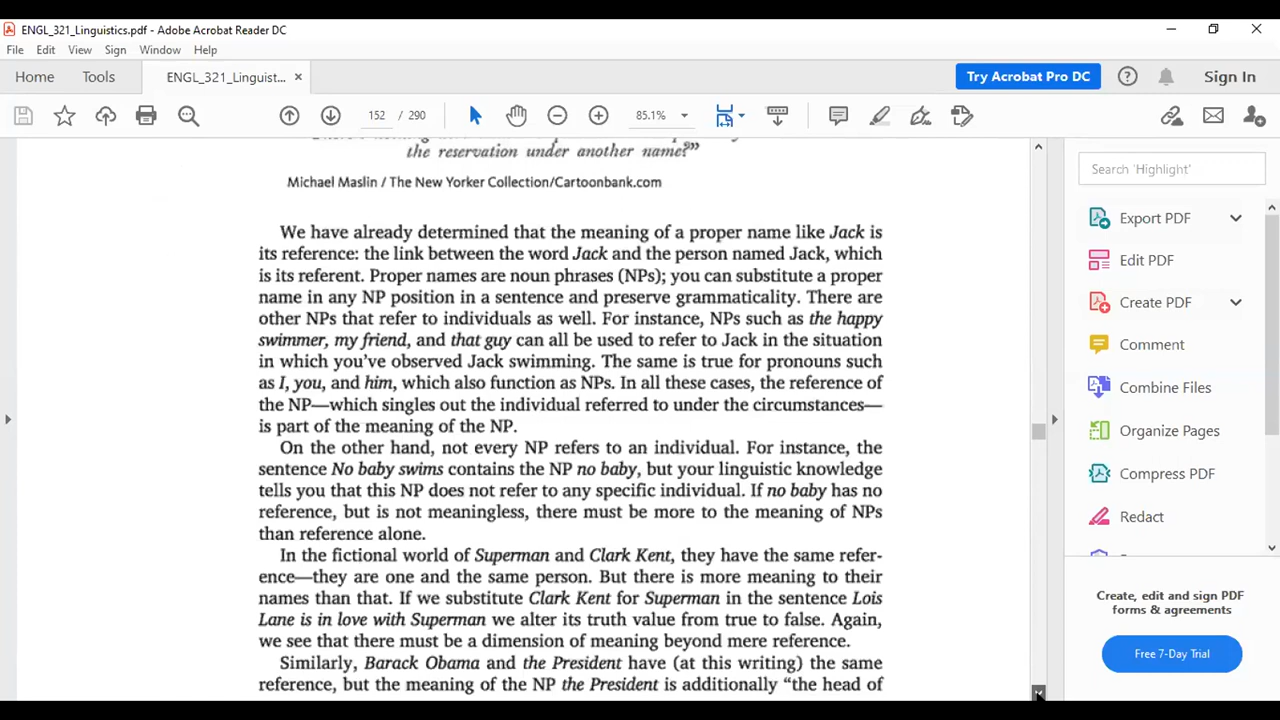 ENGL_321_Linguistics.pdf - Adobe Acrobat Reader DC
File Edit View Sign Window Help
Home Tools ENGL_321_Linguist... × Try Acrobat Pro DC Sign In
152 / 290 85.1%
the reservation under another name?”
Michael Maslin / The New Yorker Collection/Cartoonbank.com
We have already determined that the meaning of a proper name like Jack is
its reference: the link between the word Jack and the person named Jack, which
is its referent. Proper names are noun phrases (NPs); you can substitute a proper
name in any NP position in a sentence and preserve grammaticality. There are
other NPs that refer to individuals as well. For instance, NPs such as the happy
swimmer, my friend, and that guy can all be used to refer to Jack in the situation
in which you’ve observed Jack swimming. The same is true for pronouns such
as I, you, and him, which also function as NPs. In all these cases, the reference of
the NP—which singles out the individual referred to under the circumstances—
is part of the meaning of the NP.
On the other hand, not every NP refers to an individual. For instance, the
sentence No baby swims contains the NP no baby, but your linguistic knowledge
tells you that this NP does not refer to any specific individual. If no baby has no
reference, but is not meaningless, there must be more to the meaning of NPs
than reference alone.
In the fictional world of Superman and Clark Kent, they have the same refer-
ence—they are one and the same person. But there is more meaning to their
names than that. If we substitute Clark Kent for Superman in the sentence Lois
Lane is in love with Superman we alter its truth value from true to false. Again,
we see that there must be a dimension of meaning beyond mere reference.
Similarly, Barack Obama and the President have (at this writing) the same
reference, but the meaning of the NP the President is additionally “the head of
Search 'Highlight'
Export PDF
Edit PDF
Create PDF
Comment
Combine Files
Organize Pages
Compress PDF
Redact
Create, edit and sign PDF
forms & agreements
Free 7-Day Trial